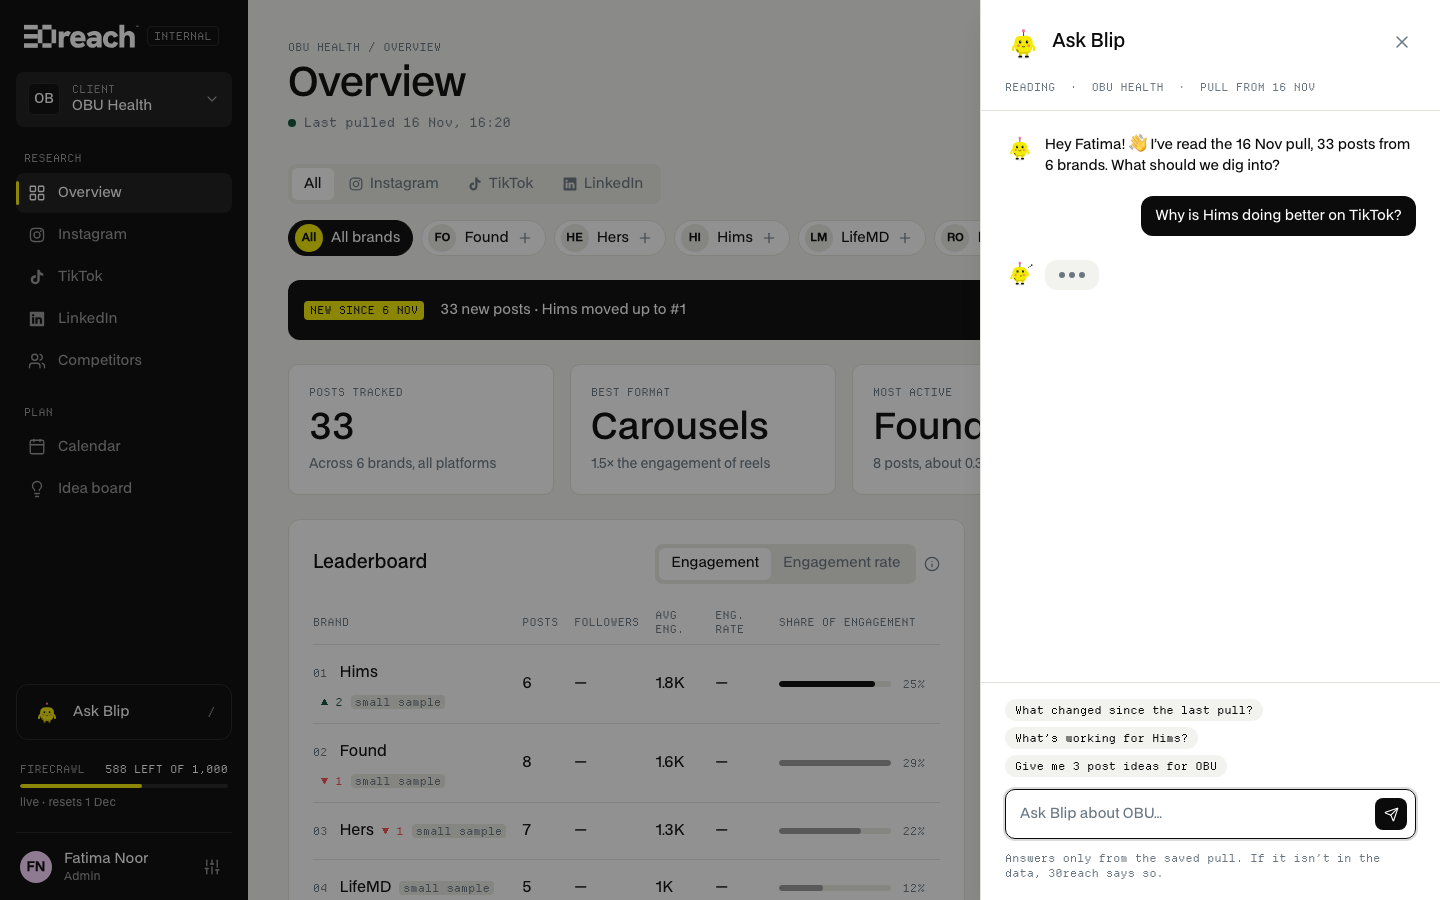 30reach INTERNAL
OB CLIENT
OBU Health
RESEARCH
Overview
Instagram
TikTok
LinkedIn
Competitors
PLAN
Calendar
Idea board
Ask Blip /
FIRECRAWL 588 LEFT OF 1,000
live · resets 1 Dec
FN Fatima Noor
Admin
OBU HEALTH / OVERVIEW
Overview
Last pulled 16 Nov, 16:20
All Instagram TikTok LinkedIn
All All brands FO Found + HE Hers + HI Hims + LM LifeMD + RO
NEW SINCE 6 NOV 33 new posts · Hims moved up to #1
POSTS TRACKED
33
Across 6 brands, all platforms
BEST FORMAT
Carousels
1.5× the engagement of reels
MOST ACTIVE
Found
8 posts, about 0.3
Leaderboard Engagement Engagement rate
BRAND POSTS FOLLOWERS AVG ENG. ENG. RATE SHARE OF ENGAGEMENT
01 Hims ▲ 2 small sample 6 — 1.8K — 25%
02 Found ▼ 1 small sample 8 — 1.6K — 29%
03 Hers ▼ 1 small sample 7 — 1.3K — 22%
04 LifeMD small sample 5 — 1K — 12%
Ask Blip
READING · OBU HEALTH · PULL FROM 16 NOV
Hey Fatima! 👋 I've read the 16 Nov pull, 33 posts from
6 brands. What should we dig into?
Why is Hims doing better on TikTok?
What changed since the last pull?
What's working for Hims?
Give me 3 post ideas for OBU
Ask Blip about OBU…
Answers only from the saved pull. If it isn't in the
data, 30reach says so.